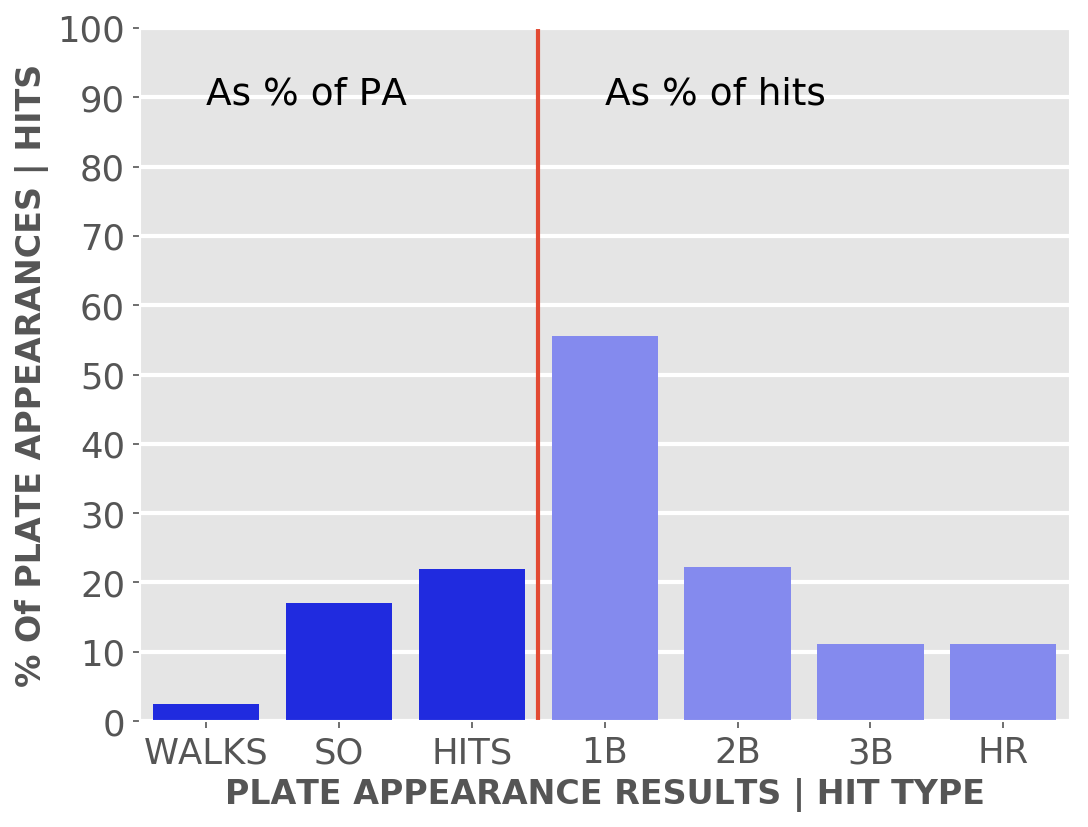 % Of PLATE APPEARANCES | HITS
100
90
80
70
60
50
40
30
20
10
0
As % of PA
As % of hits
WALKS SO HITS 1B 2B 3B HR
PLATE APPEARANCE RESULTS | HIT TYPE